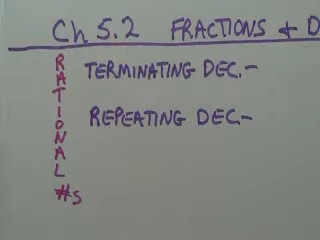 Ch 5.2 FRACTIONS + D
RATIONAL #s
TERMINATING DEC.-
REPEATING DEC.-